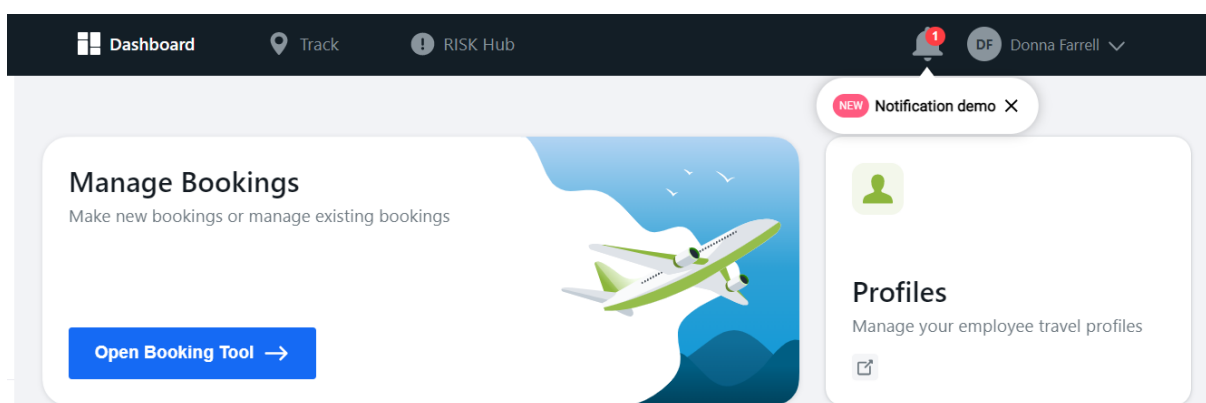 Dashboard
Track
RISK Hub
1
DF
Donna Farrell
NEW Notification demo
Manage Bookings
Make new bookings or manage existing bookings
Open Booking Tool →
Profiles
Manage your employee travel profiles